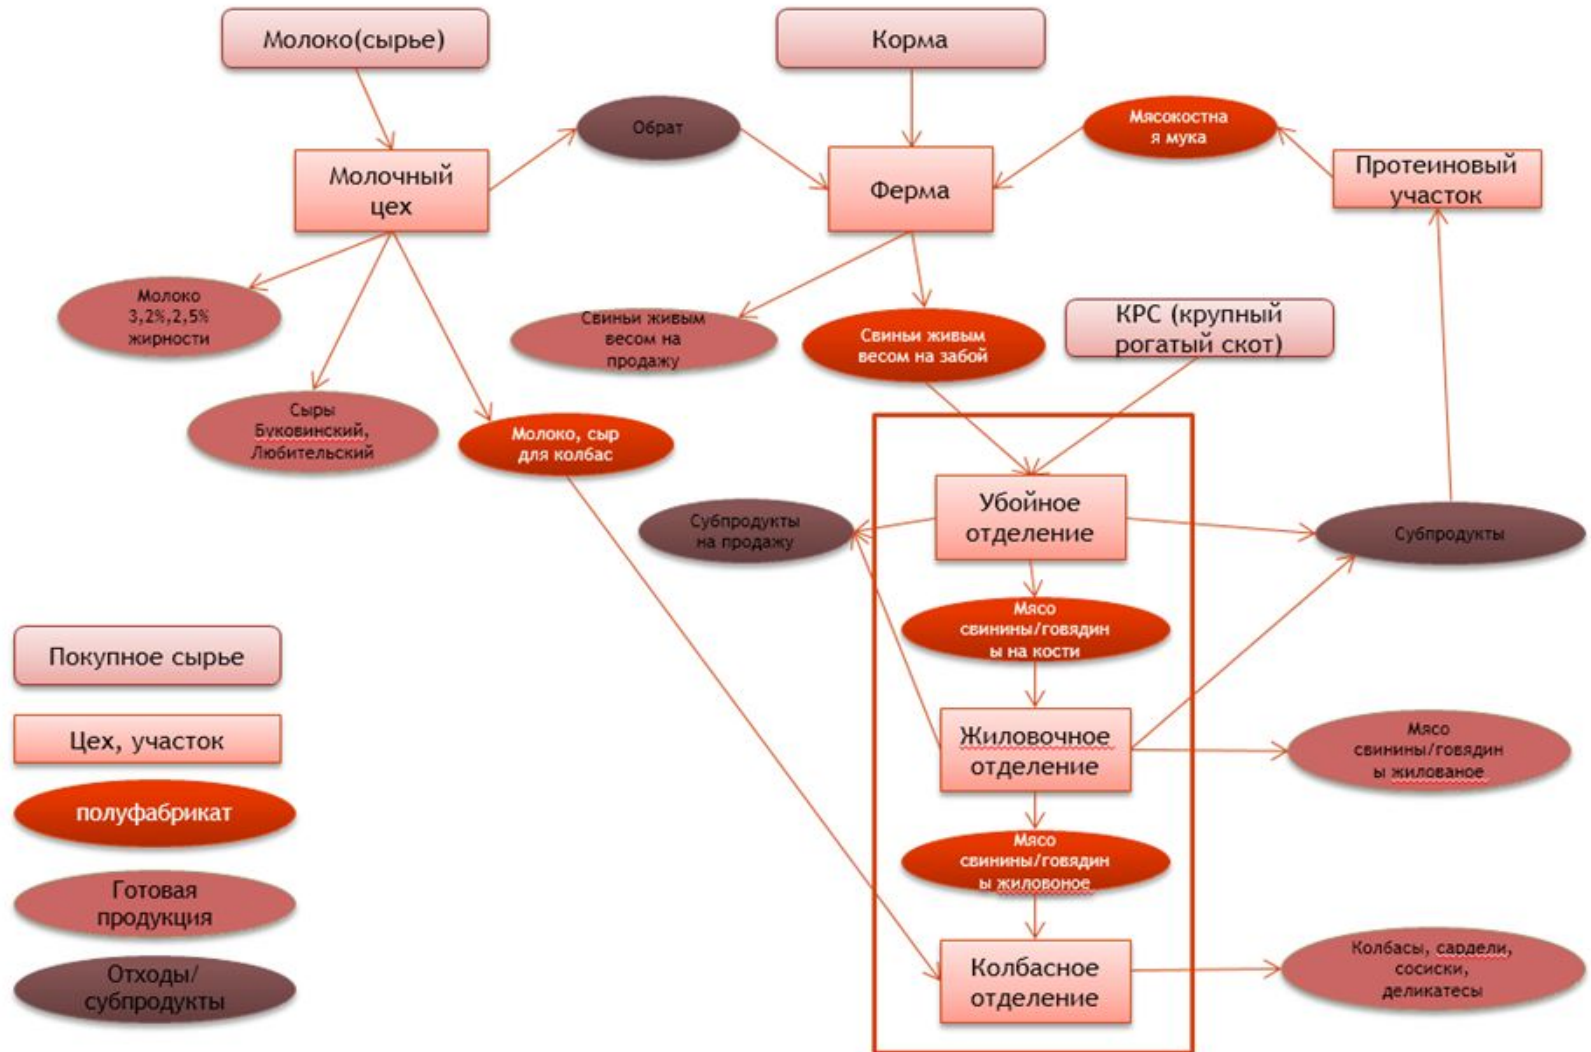 Молоко(сырье)
Корма
Обрат
Мясокостна
я мука
Молочный
цех
Ферма
Протеиновый
участок
Молоко
3,2%,2,5%
жирности
Свиньи живым
весом на
продажу
Свиньи живым
весом на забой
КРС (крупный
рогатый скот)
Сыры
Буковинский,
Любительский
Молоко, сыр
для колбас
Убойное
отделение
Субпродукты
на продажу
Субпродукты
Мясо
свинины/говядин
ы на кости
Покупное сырье
Цех, участок
Жиловочное
отделение
Мясо
свинины/говядин
ы жилованое
полуфабрикат
Мясо
свинины/говядин
ы жиловоное
Готовая
продукция
Отходы/
субпродукты
Колбасное
отделение
Колбасы, сардели,
сосиски,
деликатесы